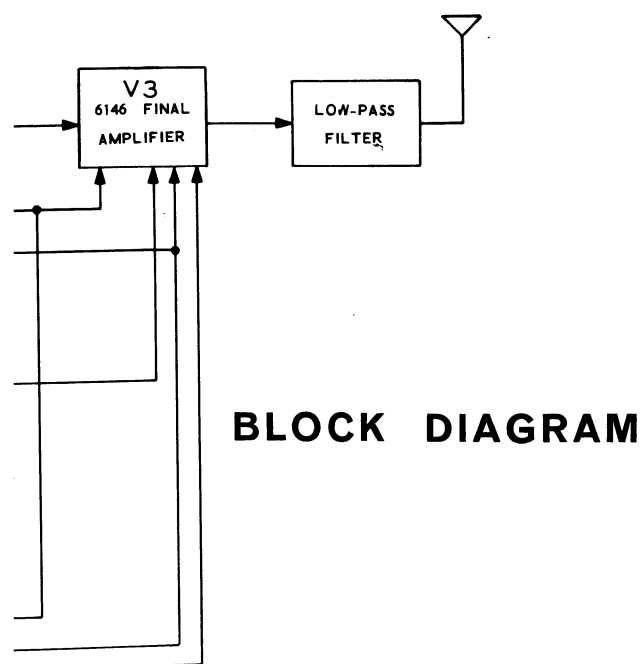 V3
6146 FINAL
AMPLIFIER
LOW-PASS
FILTER
BLOCK DIAGRAM